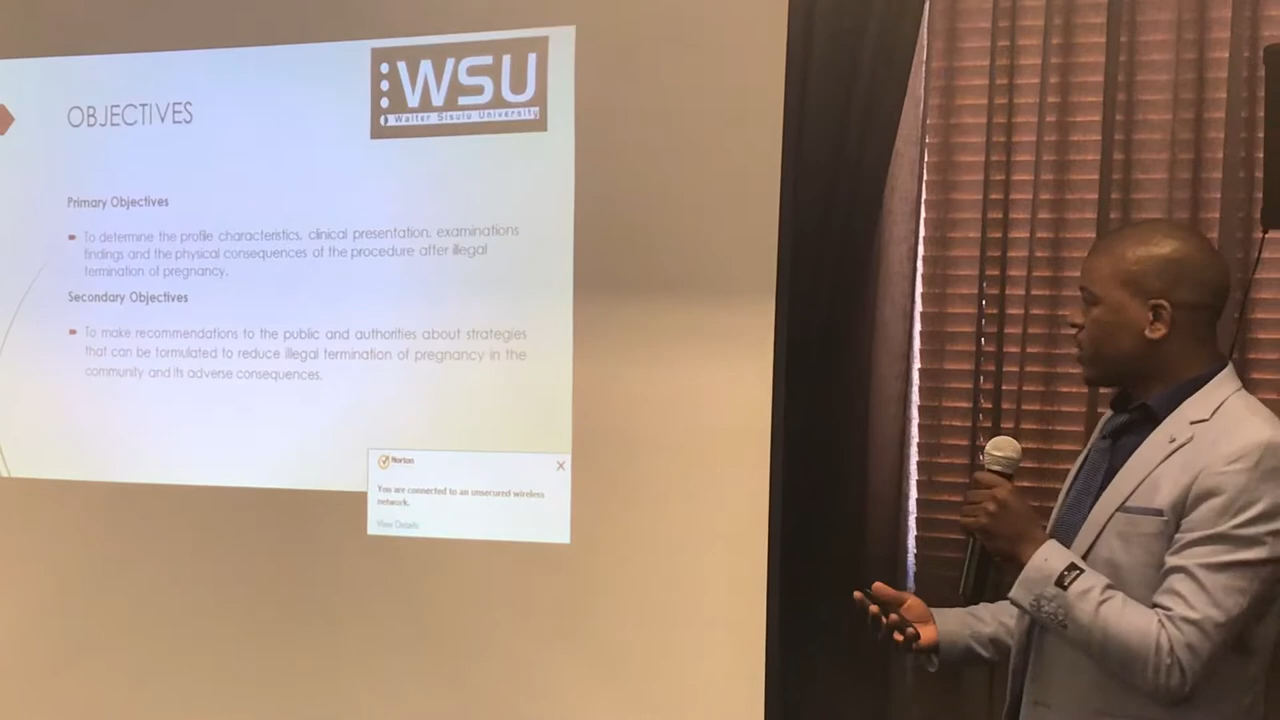 WSU
Walter Sisulu University
OBJECTIVES
Primary Objectives
To determine the profile characteristics, clinical presentation, examinations
findings and the physical consequences of the procedure after illegal
termination of pregnancy.
Secondary Objectives
To make recommendations to the public and authorities about strategies
that can be formulated to reduce illegal termination of pregnancy in the
community and its adverse consequences.
Norton
You are connected to an unsecured wireless
network.
View Details